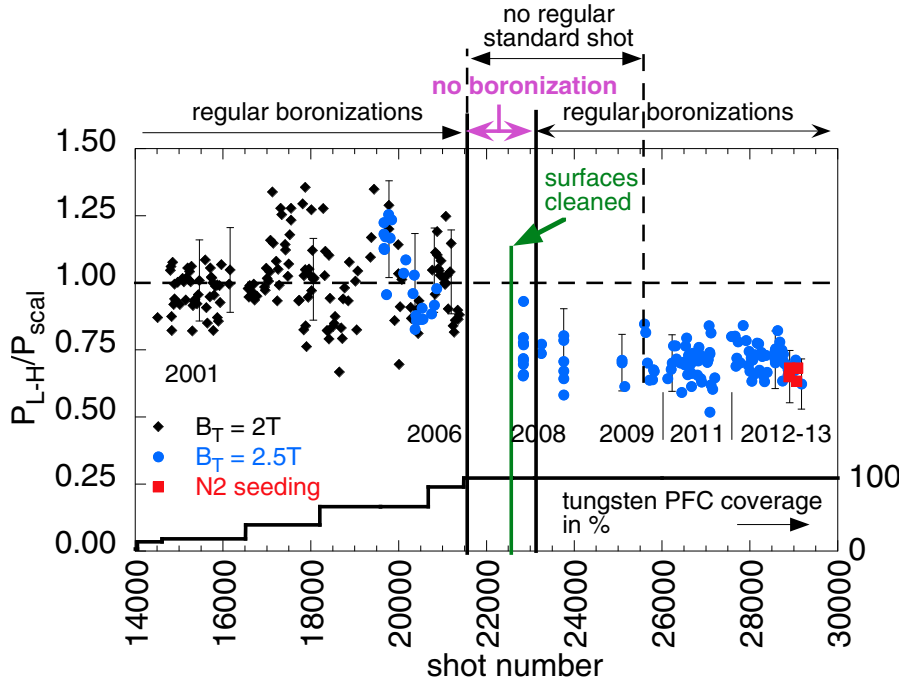 no regular
standard shot
no boronization
regular boronizations
regular boronizations
1.50
surfaces
cleaned
1.25
1.00
P_L-H/P_scal
0.75
2001
0.50
B_T = 2T
2006
2008
2009
2011
2012-13
B_T = 2.5T
N2 seeding
0.25
100
tungsten PFC coverage
in %
0.00
0
14000
16000
18000
20000
22000
24000
26000
28000
30000
shot number